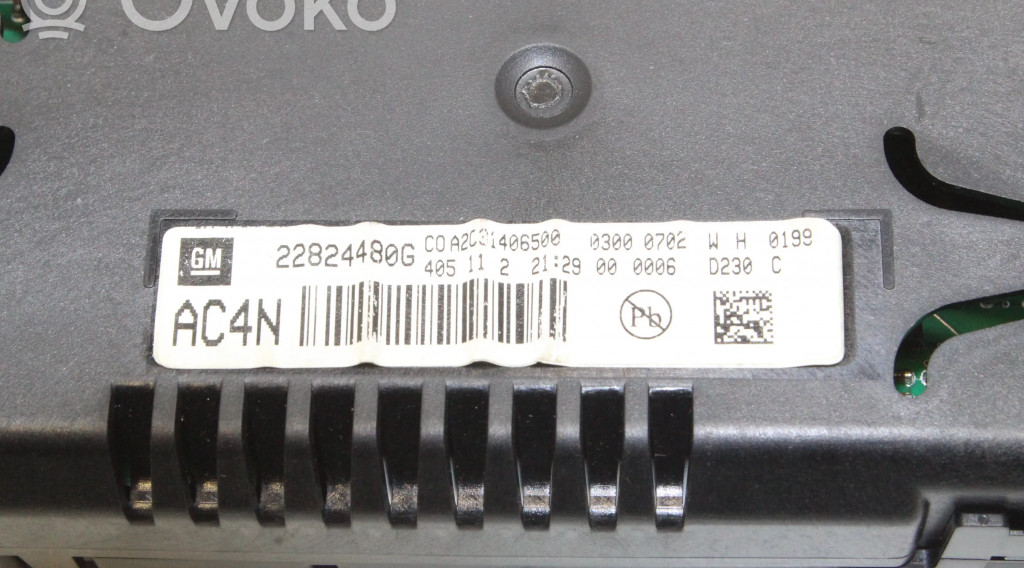 OVOKO
GM
22824480G
CO A2C31406500 0300 0702 W H 0199
405 11 2 21:29 00 0006 D230 C
AC4N
Pb